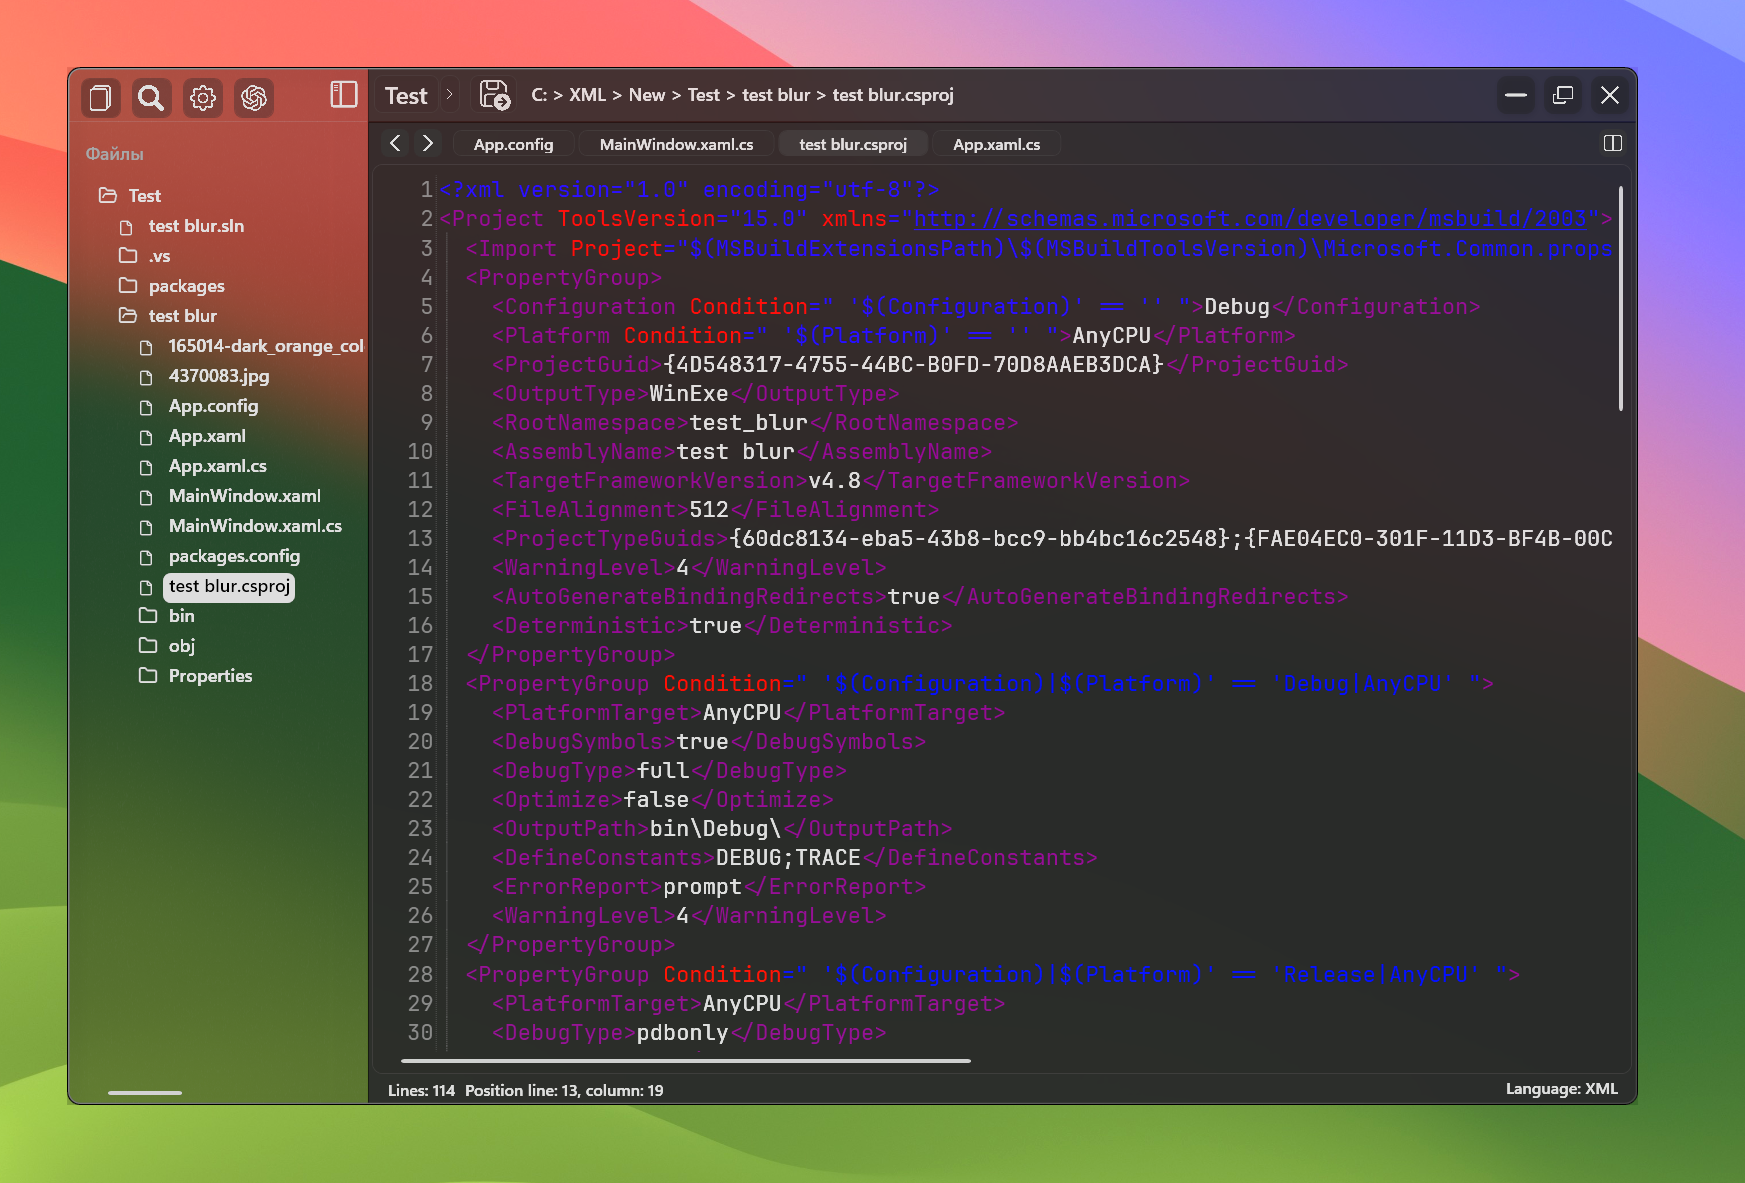 Test
C: > XML > New > Test > test blur > test blur.csproj
App.config
MainWindow.xaml.cs
test blur.csproj
App.xaml.cs
Файлы
Test
test blur.sln
.vs
packages
test blur
165014-dark_orange_col
4370083.jpg
App.config
App.xaml
App.xaml.cs
MainWindow.xaml
MainWindow.xaml.cs
packages.config
test blur.csproj
bin
obj
Properties
1 <?xml version="1.0" encoding="utf-8"?>
2 <Project ToolsVersion="15.0" xmlns="http://schemas.microsoft.com/developer/msbuild/2003">
3 <Import Project="$(MSBuildExtensionsPath)\$(MSBuildToolsVersion)\Microsoft.Common.props
4 <PropertyGroup>
5 <Configuration Condition=" '$(Configuration)' == '' ">Debug</Configuration>
6 <Platform Condition=" '$(Platform)' == '' ">AnyCPU</Platform>
7 <ProjectGuid>{4D548317-4755-44BC-B0FD-70D8AAEB3DCA}</ProjectGuid>
8 <OutputType>WinExe</OutputType>
9 <RootNamespace>test_blur</RootNamespace>
10 <AssemblyName>test blur</AssemblyName>
11 <TargetFrameworkVersion>v4.8</TargetFrameworkVersion>
12 <FileAlignment>512</FileAlignment>
13 <ProjectTypeGuids>{60dc8134-eba5-43b8-bcc9-bb4bc16c2548};{FAE04EC0-301F-11D3-BF4B-00C
14 <WarningLevel>4</WarningLevel>
15 <AutoGenerateBindingRedirects>true</AutoGenerateBindingRedirects>
16 <Deterministic>true</Deterministic>
17 </PropertyGroup>
18 <PropertyGroup Condition=" '$(Configuration)|$(Platform)' == 'Debug|AnyCPU' ">
19 <PlatformTarget>AnyCPU</PlatformTarget>
20 <DebugSymbols>true</DebugSymbols>
21 <DebugType>full</DebugType>
22 <Optimize>false</Optimize>
23 <OutputPath>bin\Debug\</OutputPath>
24 <DefineConstants>DEBUG;TRACE</DefineConstants>
25 <ErrorReport>prompt</ErrorReport>
26 <WarningLevel>4</WarningLevel>
27 </PropertyGroup>
28 <PropertyGroup Condition=" '$(Configuration)|$(Platform)' == 'Release|AnyCPU' ">
29 <PlatformTarget>AnyCPU</PlatformTarget>
30 <DebugType>pdbonly</DebugType>
Lines: 114 Position line: 13, column: 19
Language: XML